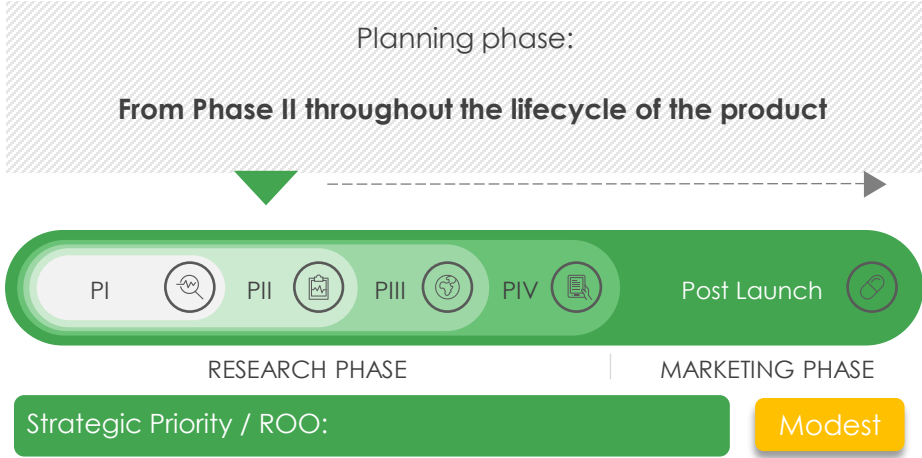 Planning phase:
From Phase II throughout the lifecycle of the product
PI
PII
PIII
PIV
Post Launch
RESEARCH PHASE
MARKETING PHASE
Strategic Priority / ROO:
Modest